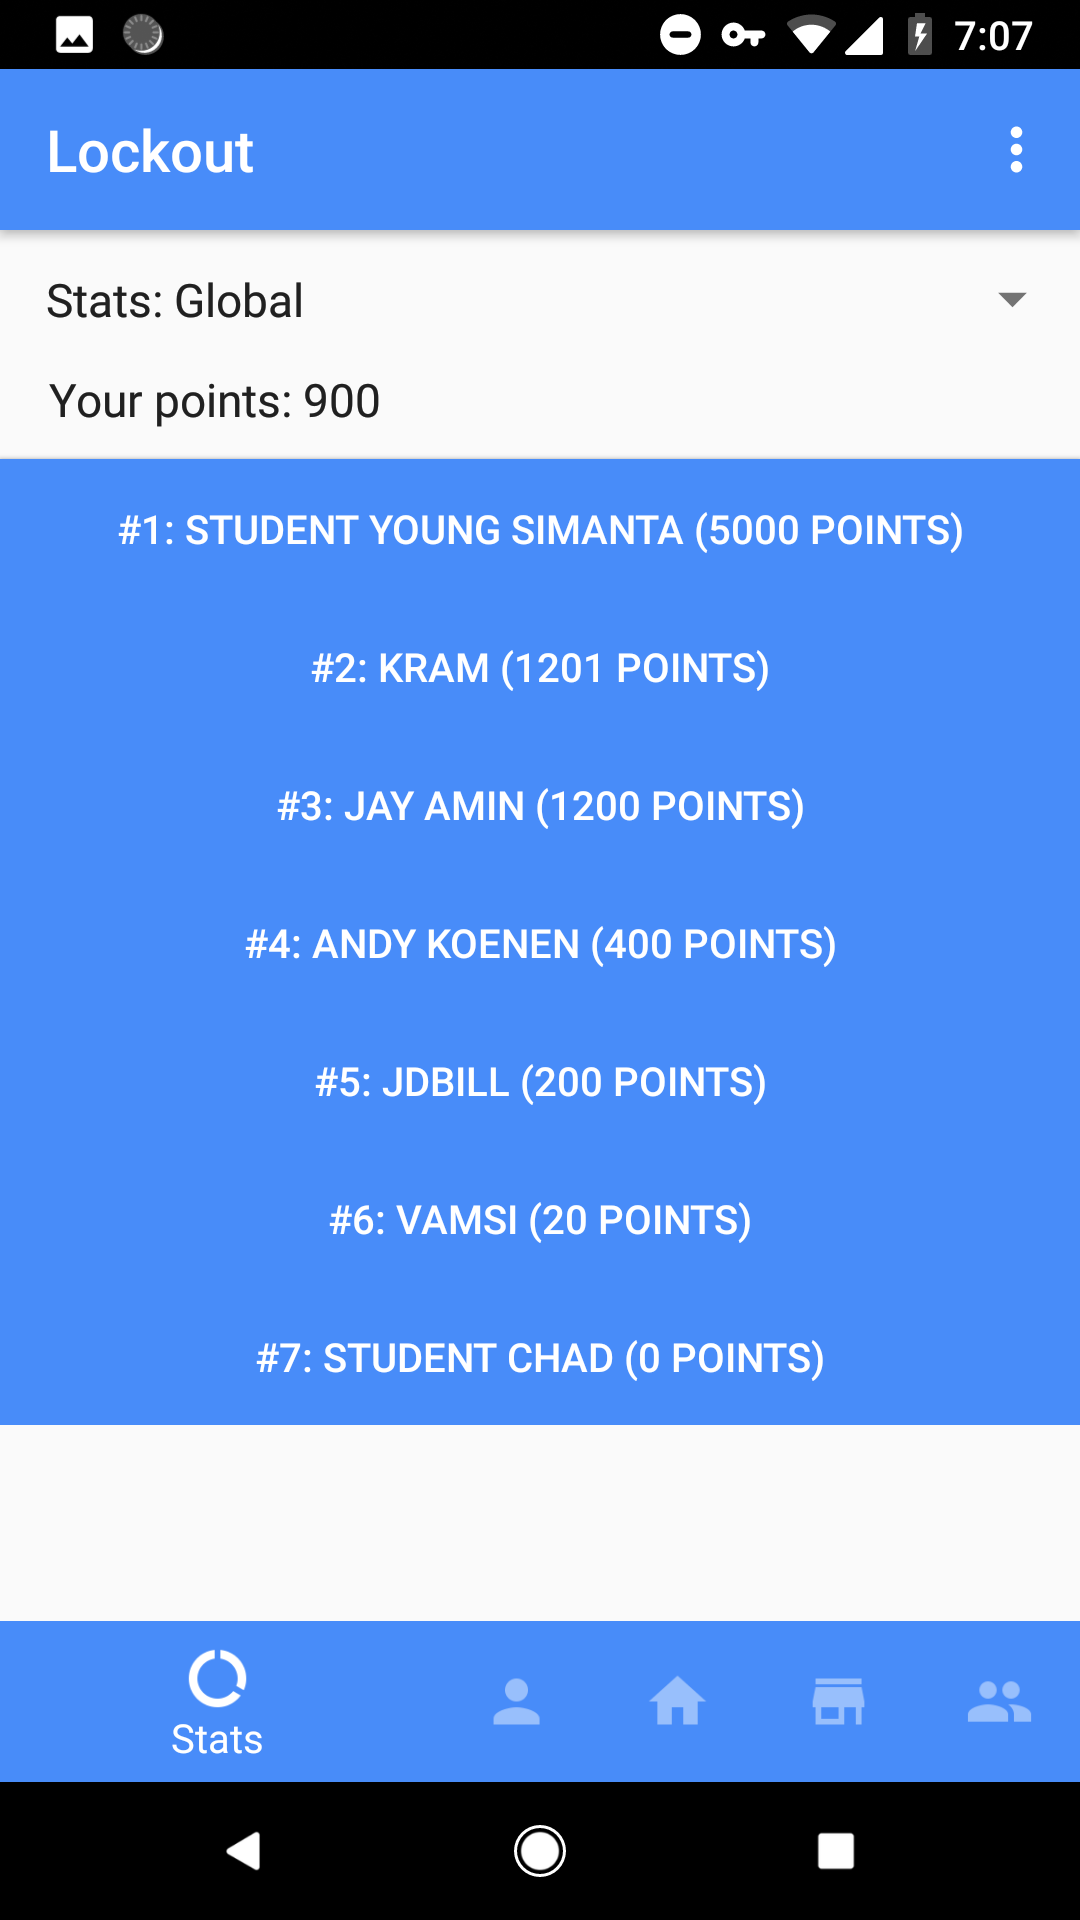 7:07
Lockout
Stats: Global
Your points: 900
#1: STUDENT YOUNG SIMANTA (5000 POINTS)
#2: KRAM (1201 POINTS)
#3: JAY AMIN (1200 POINTS)
#4: ANDY KOENEN (400 POINTS)
#5: JDBILL (200 POINTS)
#6: VAMSI (20 POINTS)
#7: STUDENT CHAD (0 POINTS)
Stats